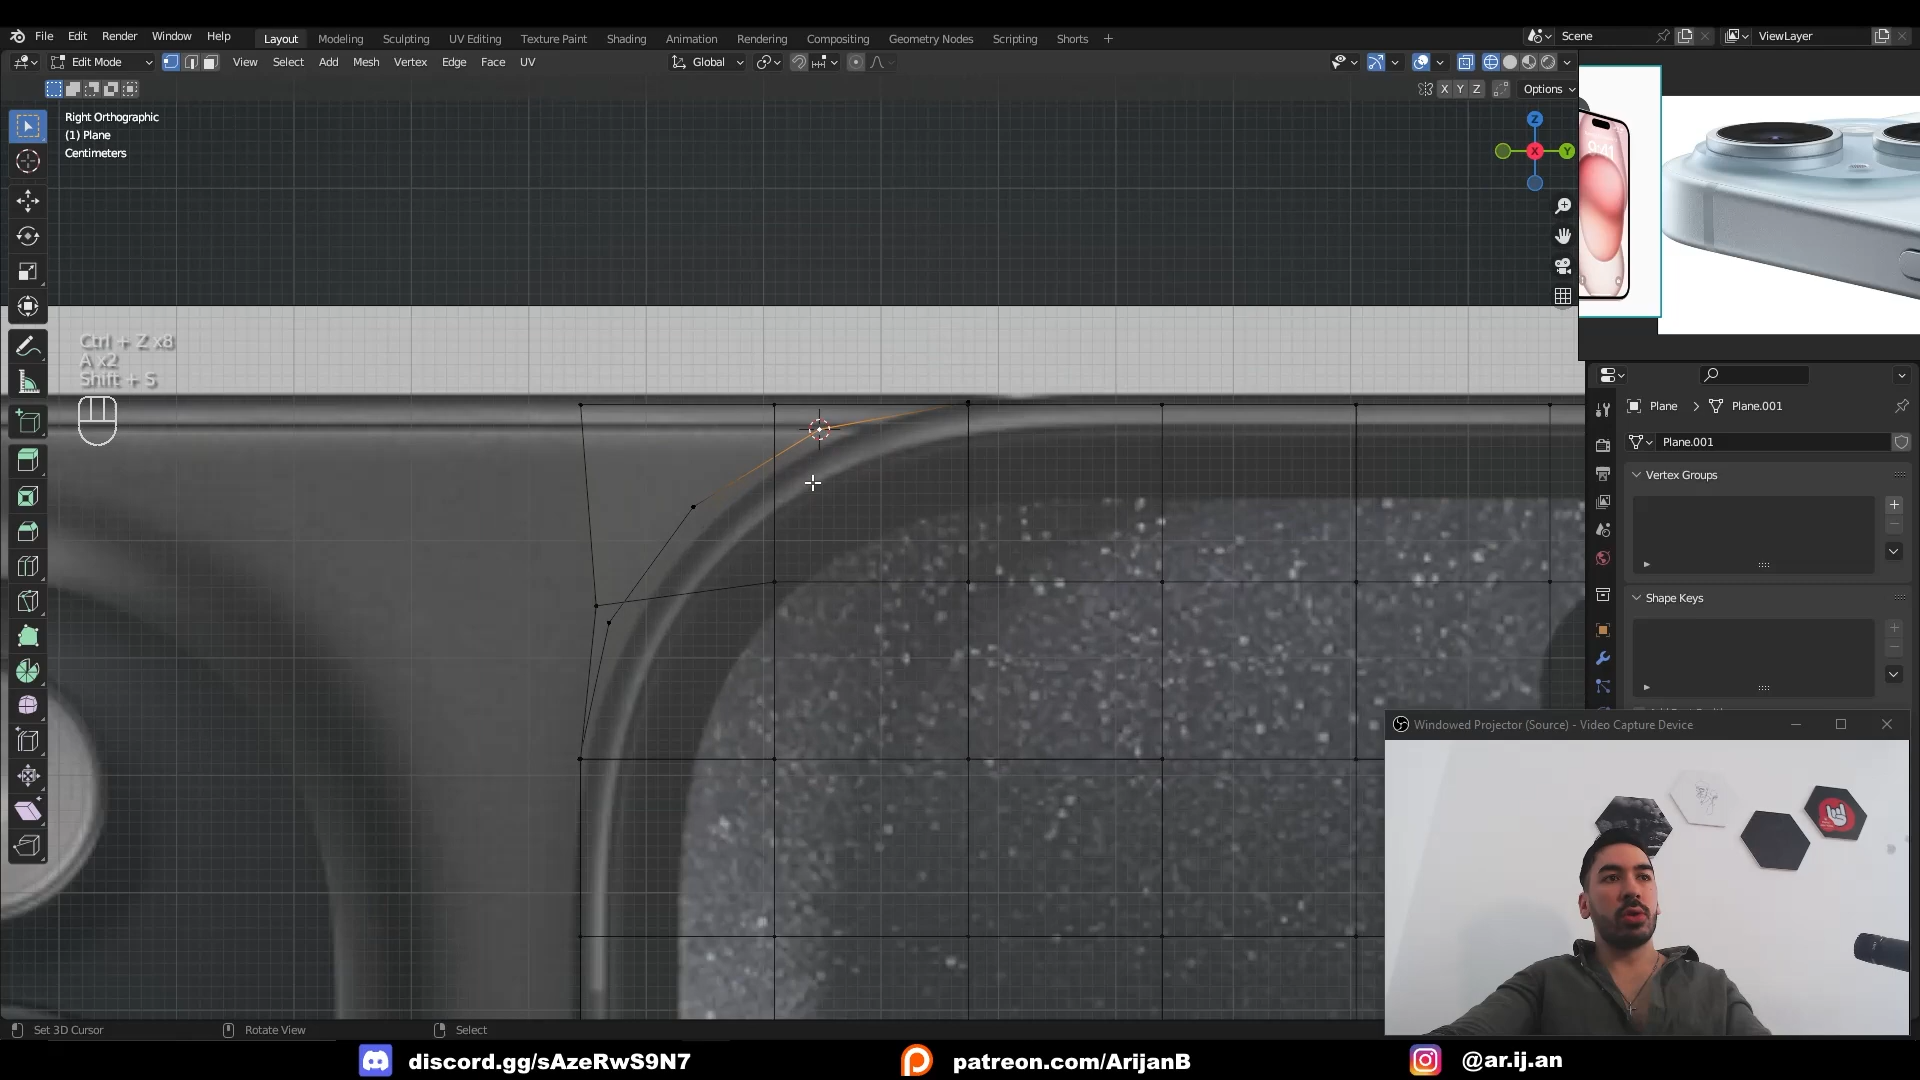 File Edit Render Window Help
Layout Modeling Sculpting UV Editing Texture Paint Shading Animation Rendering Compositing Geometry Nodes Scripting Shorts +
Scene
ViewLayer
Edit Mode
View Select Add Mesh Vertex Edge Face UV
Global
X Y Z
Options
Right Orthographic
(1) Plane
Centimeters
Z
X
Y
9:41
Ctrl + Z x8
A x2
Shift + S
Plane > Plane.001
Plane.001
Vertex Groups
Shape Keys
Windowed Projector (Source) - Video Capture Device
Set 3D Cursor
Rotate View
Select
discord.gg/sAzeRwS9N7
patreon.com/ArijanB
@ar.ij.an